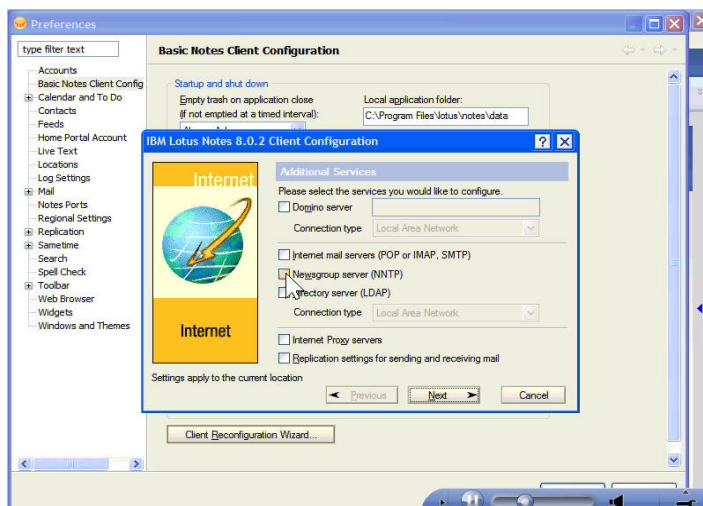 Preferences
type filter text
Basic Notes Client Configuration
Accounts
Basic Notes Client Config
Calendar and To Do
Contacts
Feeds
Home Portal Account
Live Text
Locations
Log Settings
Mail
Notes Ports
Regional Settings
Replication
Sametime
Search
Spell Check
Toolbar
Web Browser
Widgets
Windows and Themes
Startup and shut down
Empty trash on application close
(if not emptied at a timed interval):
Local application folder:
C:\Program Files\lotus\notes\data
IBM Lotus Notes 8.0.2 Client Configuration
Internet
Internet
Additional Services
Please select the services you would like to configure.
Domino server
Connection type Local Area Network
Internet mail servers (POP or IMAP, SMTP)
Newsgroup server (NNTP)
Directory server (LDAP)
Connection type Local Area Network
Internet Proxy servers
Replication settings for sending and receiving mail
Settings apply to the current location
Previous Next Cancel
Client Reconfiguration Wizard...